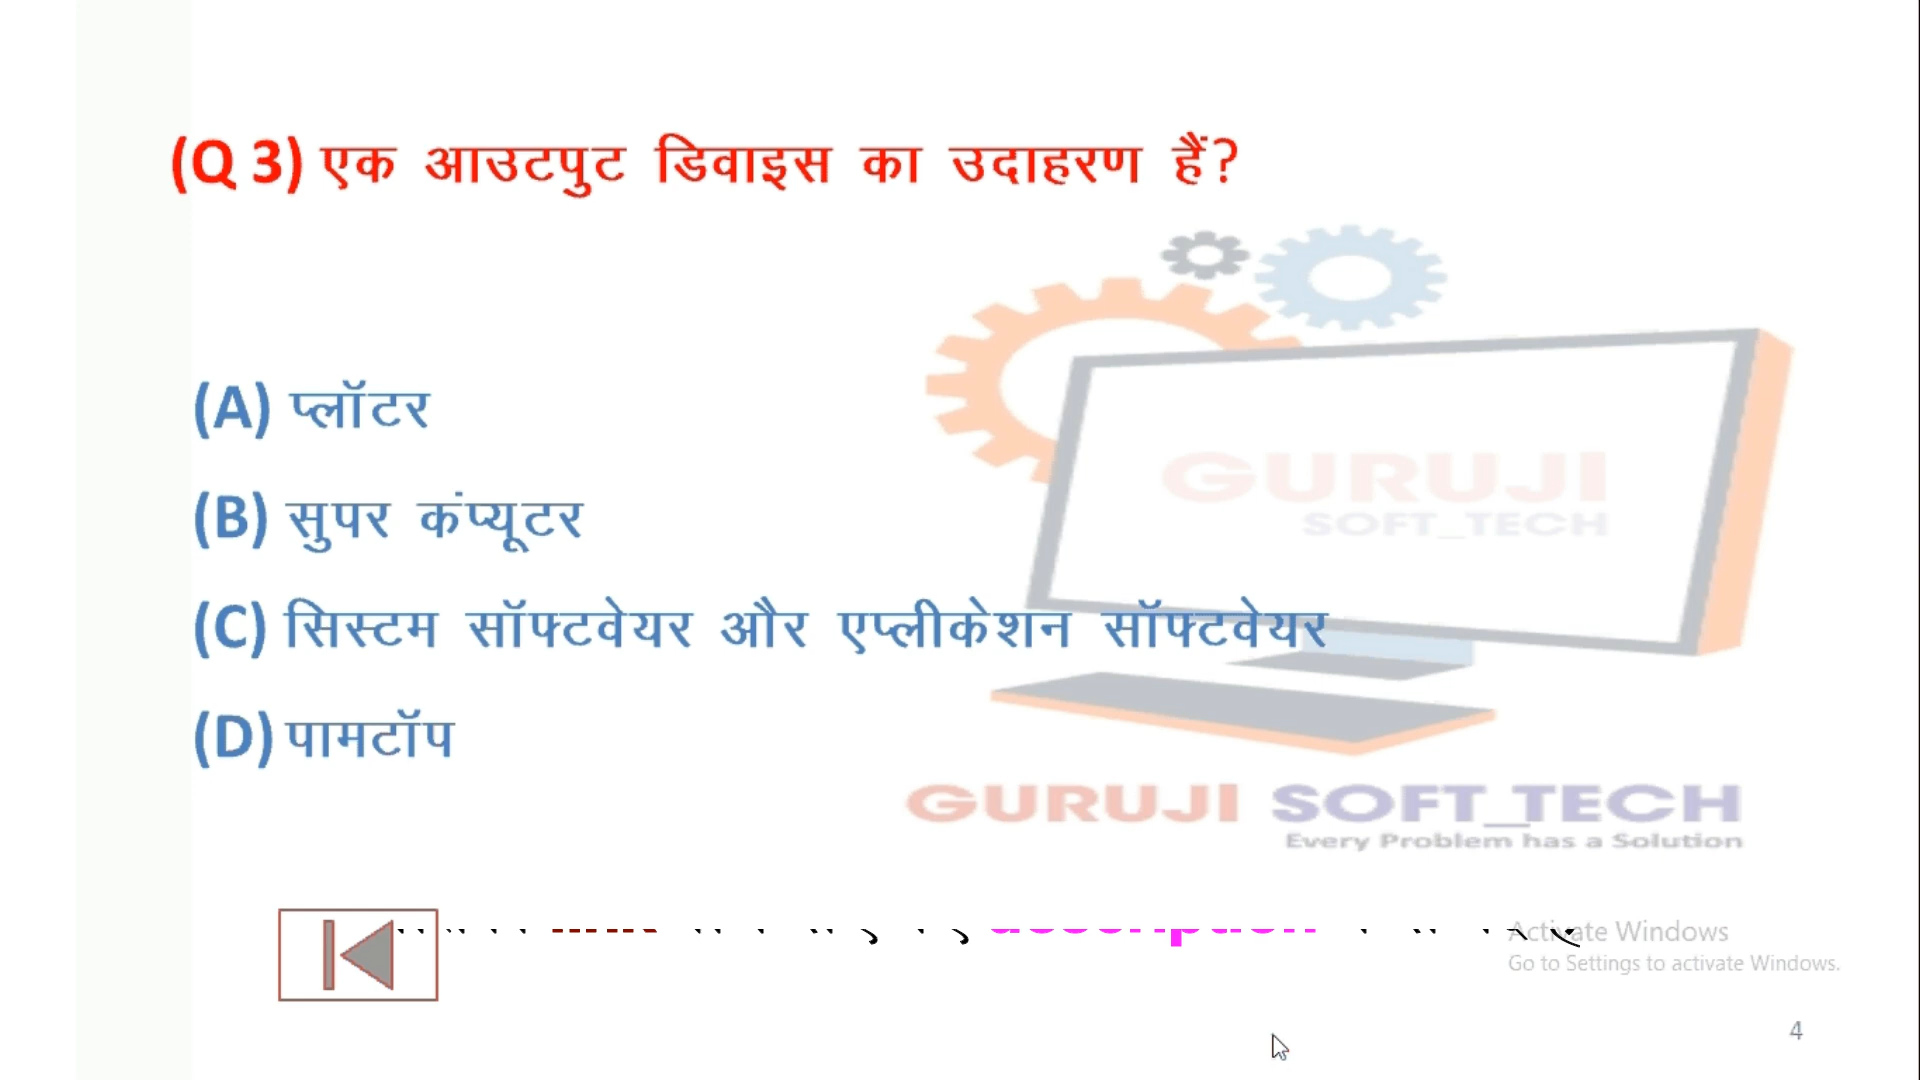 (Q 3) एक आउटपुट डिवाइस का उदाहरण हैं?
(A) प्लॉटर
(B) सुपर कंप्यूटर
(C) सिस्टम सॉफ्टवेयर और एप्लीकेशन सॉफ्टवेयर
(D) पामटॉप
GURUJI
SOFT_TECH
GURUJI SOFT_TECH
Every Problem has a Solution
Activate Windows
Go to Settings to activate Windows.
4